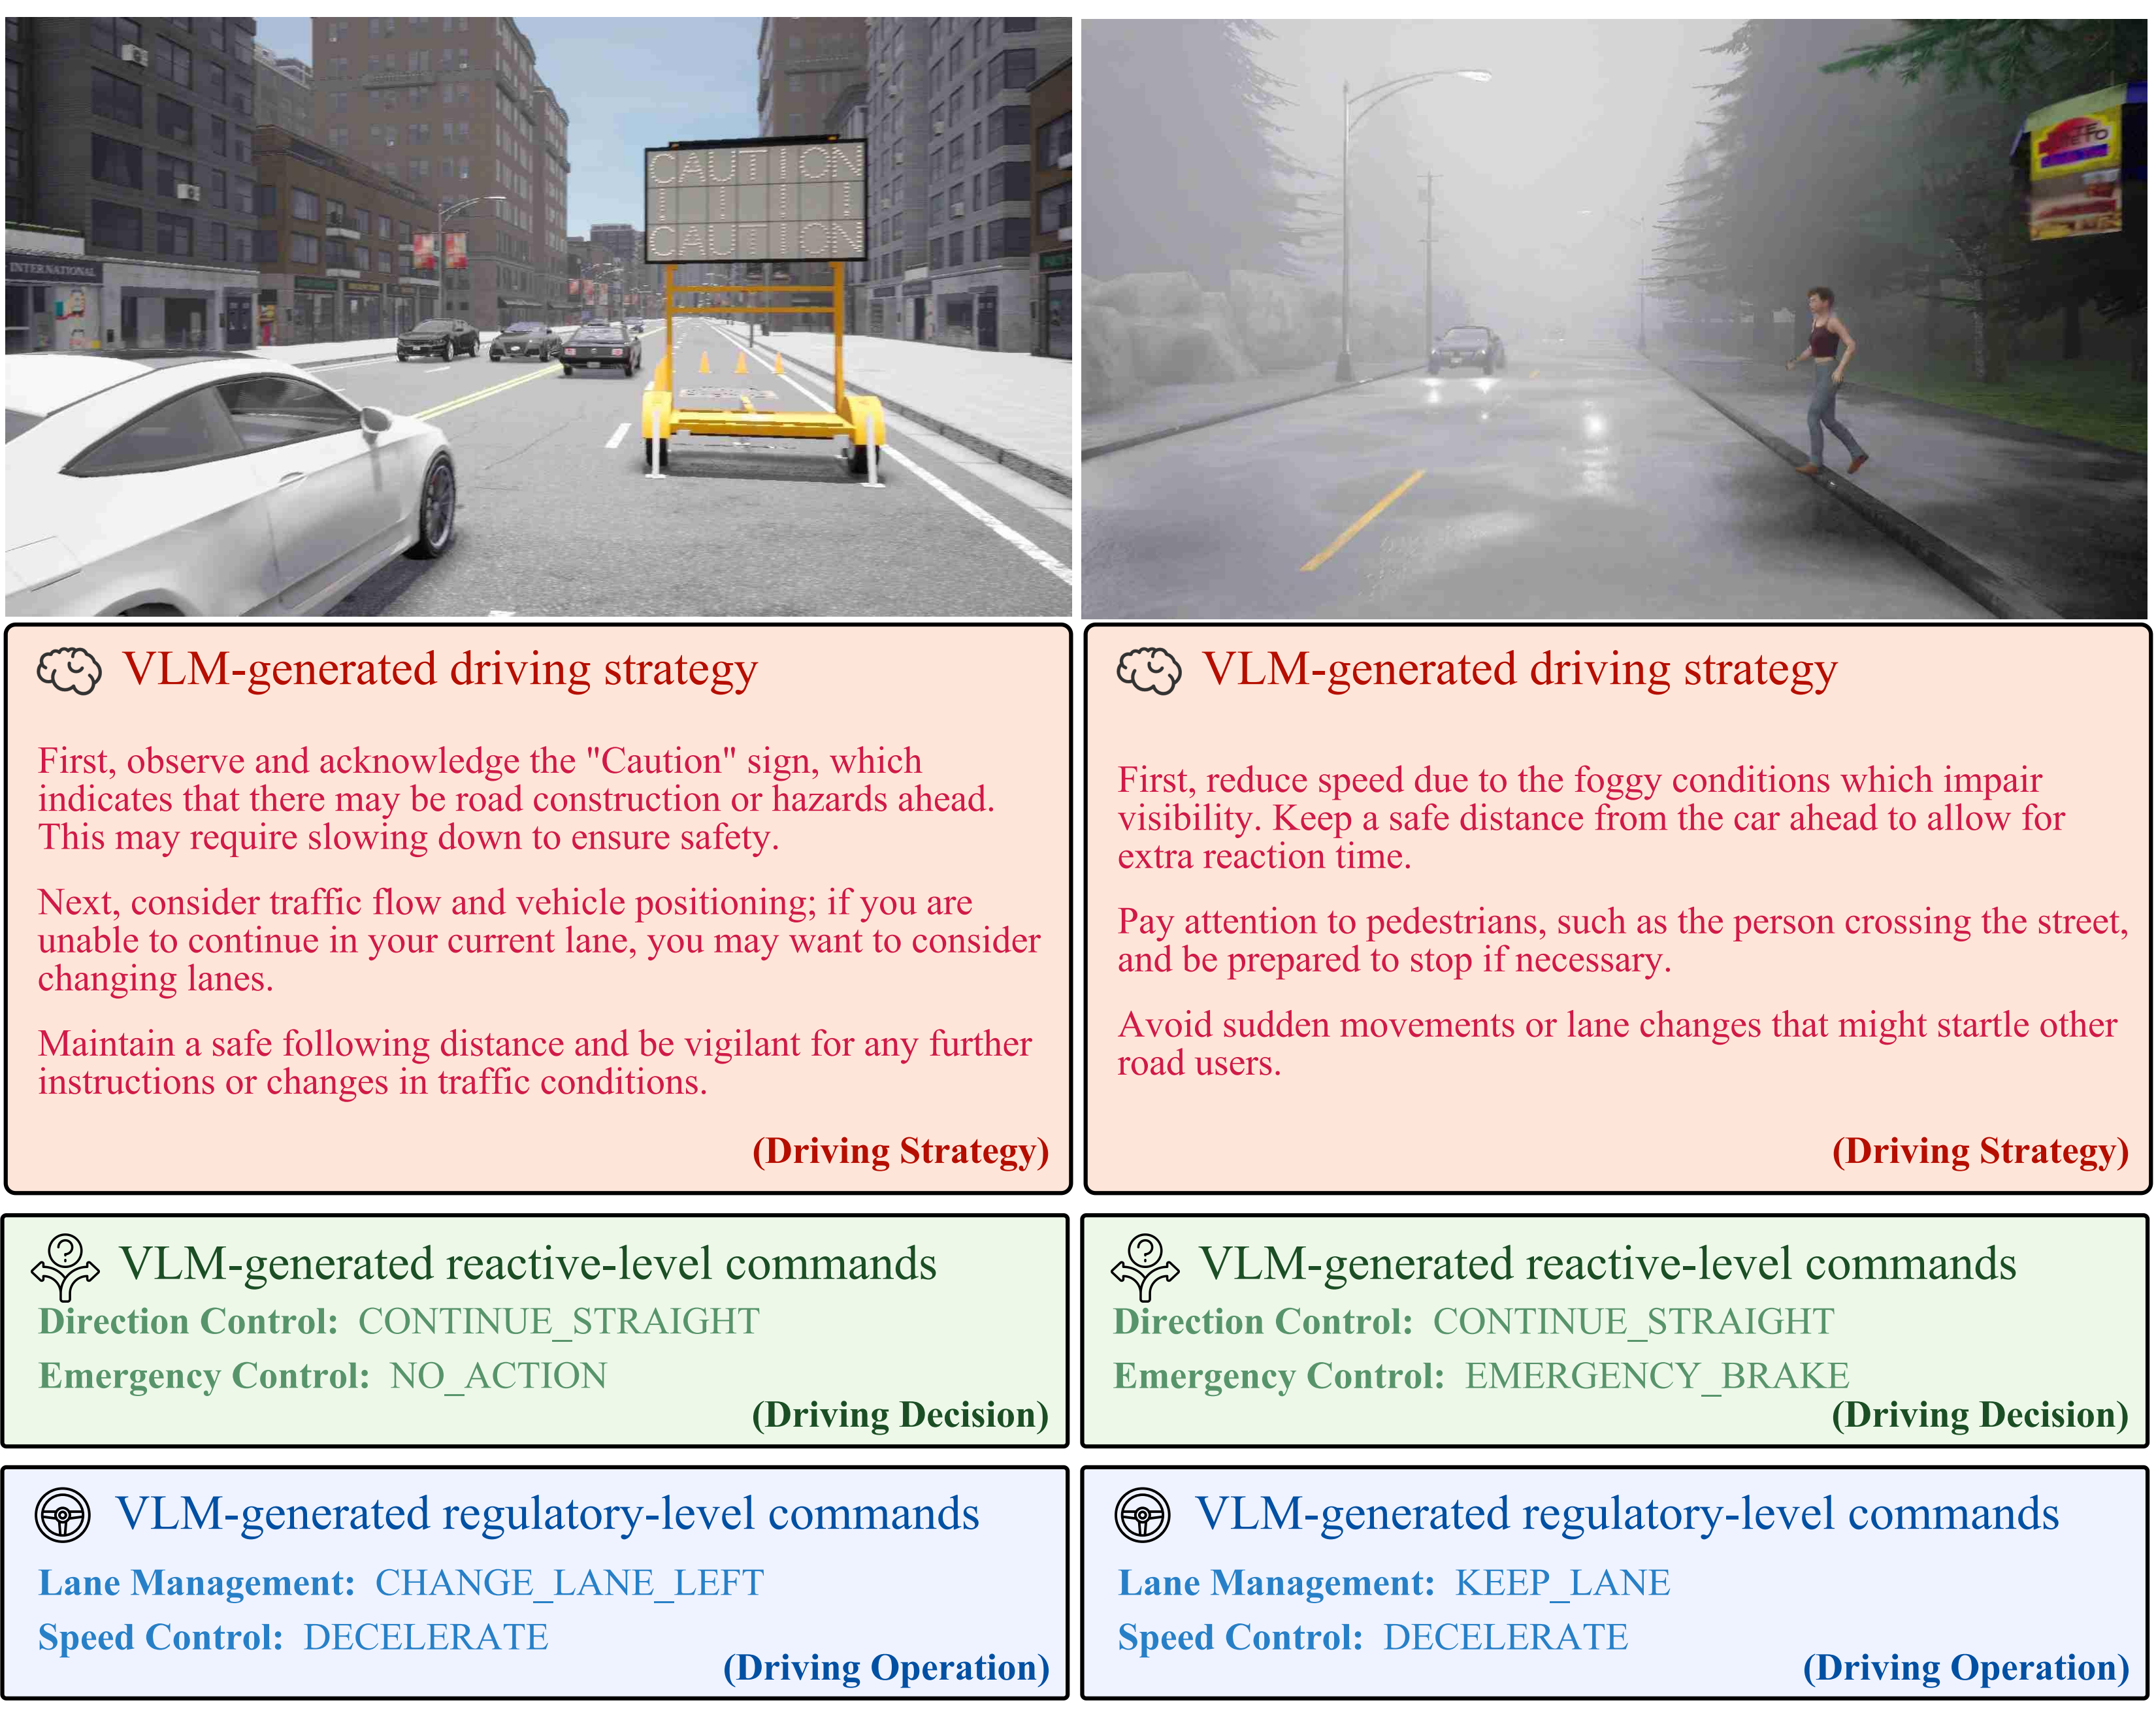 CAUTION
! ! !
CAUTION
INTERNATIONAL
VLM-generated driving strategy
First, observe and acknowledge the "Caution" sign, which
indicates that there may be road construction or hazards ahead.
This may require slowing down to ensure safety.
Next, consider traffic flow and vehicle positioning; if you are
unable to continue in your current lane, you may want to consider
changing lanes.
Maintain a safe following distance and be vigilant for any further
instructions or changes in traffic conditions.
(Driving Strategy)
VLM-generated reactive-level commands
Direction Control: CONTINUE_STRAIGHT
Emergency Control: NO_ACTION
(Driving Decision)
VLM-generated regulatory-level commands
Lane Management: CHANGE_LANE_LEFT
Speed Control: DECELERATE
(Driving Operation)
VLM-generated driving strategy
First, reduce speed due to the foggy conditions which impair
visibility. Keep a safe distance from the car ahead to allow for
extra reaction time.
Pay attention to pedestrians, such as the person crossing the street,
and be prepared to stop if necessary.
Avoid sudden movements or lane changes that might startle other
road users.
(Driving Strategy)
VLM-generated reactive-level commands
Direction Control: CONTINUE_STRAIGHT
Emergency Control: EMERGENCY_BRAKE
(Driving Decision)
VLM-generated regulatory-level commands
Lane Management: KEEP_LANE
Speed Control: DECELERATE
(Driving Operation)